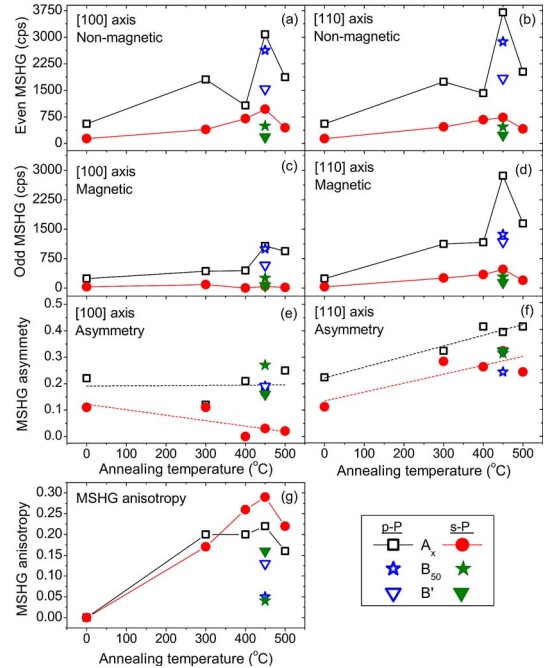 [100] axis
Non-magnetic
(a)
[110] axis
Non-magnetic
(b)
Even MSHG (cps)
3750
3000
2250
1500
750
0
[100] axis
Magnetic
(c)
[110] axis
Magnetic
(d)
Odd MSHG (cps)
3000
2250
1500
750
0
[100] axis
Asymmetry
(e)
[110] axis
Asymmetry
(f)
MSHG asymmety
0.5
0.4
0.3
0.2
0.1
0.0
0 100 200 300 400 500
0 100 200 300 400 500
Annealing temperature (°C)
Annealing temperature (°C)
MSHG anisotropy
(g)
MSHG anisotropy
0.30
0.25
0.20
0.15
0.10
0.05
0.00
0 100 200 300 400 500
Annealing temperature (°C)
p-P s-P
Ax
B50
B'